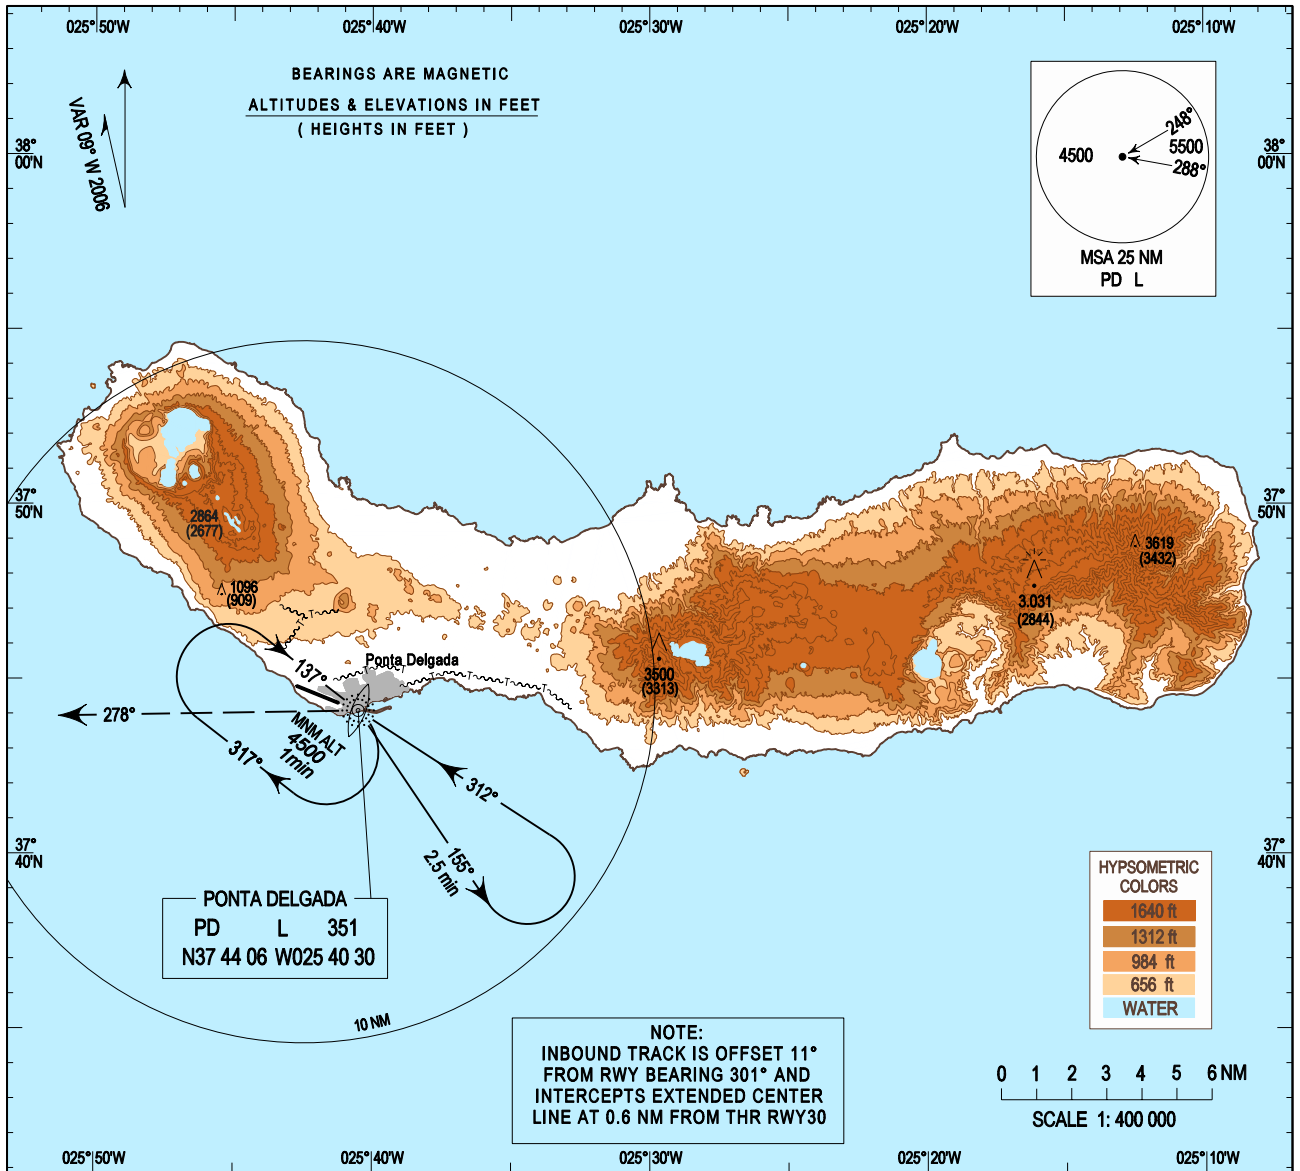 025°50'W
025°40'W
025°30'W
025°20'W
025°10'W
BEARINGS ARE MAGNETIC
ALTITUDES & ELEVATIONS IN FEET
( HEIGHTS IN FEET )
VAR 09° W 2006
38°
00'N
38°
00'N
248°
4500
5500
288°
MSA 25 NM
PD L
37°
50'N
37°
50'N
2864
(2677)
1096
(909)
3619
(3432)
3.031
(2844)
3500
(3313)
Ponta Delgada
137°
278°
MNM ALT
4500
1min
317°
312°
155°
2.5 min
37°
40'N
37°
40'N
PONTA DELGADA
PD L 351
N37 44 06 W025 40 30
10 NM
HYPSOMETRIC
COLORS
1640 ft
1312 ft
984 ft
656 ft
WATER
NOTE:
INBOUND TRACK IS OFFSET 11°
FROM RWY BEARING 301° AND
INTERCEPTS EXTENDED CENTER
LINE AT 0.6 NM FROM THR RWY30
0 1 2 3 4 5 6 NM
SCALE 1: 400 000
025°50'W
025°40'W
025°30'W
025°20'W
025°10'W